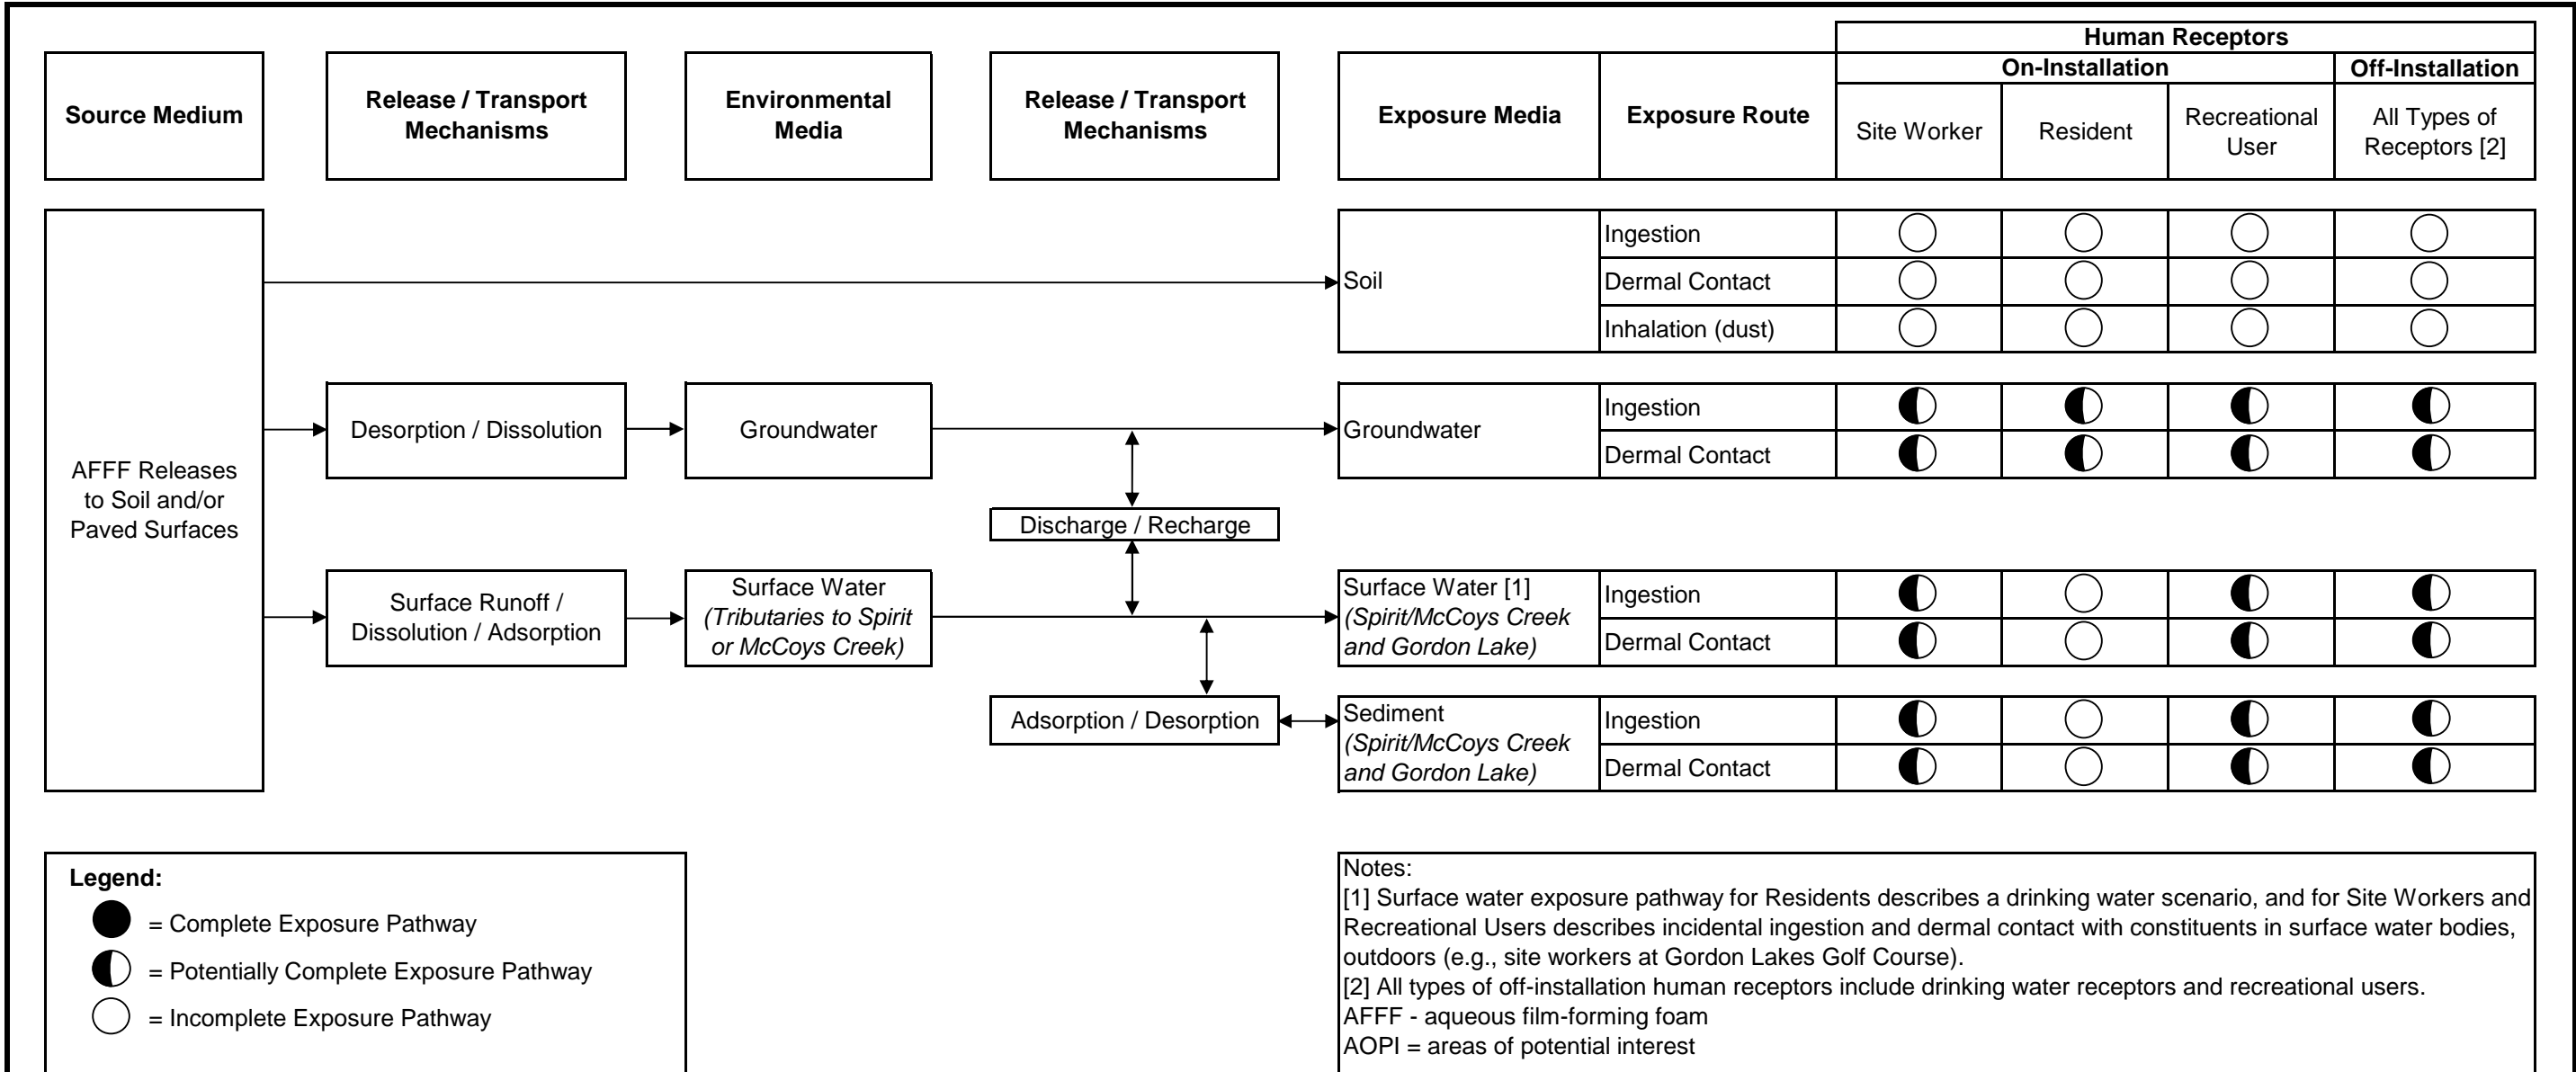 Human Receptors
On-Installation
Off-Installation
Source Medium
Release / Transport
Mechanisms
Environmental
Media
Release / Transport
Mechanisms
Exposure Media
Exposure Route
Site Worker
Resident
Recreational
User
All Types of
Receptors [2]
AFFF Releases
to Soil and/or
Paved Surfaces
Soil
Ingestion
Dermal Contact
Inhalation (dust)
Desorption / Dissolution
Groundwater
Groundwater
Ingestion
Dermal Contact
Discharge / Recharge
Surface Runoff /
Dissolution / Adsorption
Surface Water
(Tributaries to Spirit
or McCoys Creek)
Surface Water [1]
(Spirit/McCoys Creek
and Gordon Lake)
Ingestion
Dermal Contact
Adsorption / Desorption
Sediment
(Spirit/McCoys Creek
and Gordon Lake)
Ingestion
Dermal Contact
Legend:
= Complete Exposure Pathway
= Potentially Complete Exposure Pathway
= Incomplete Exposure Pathway
Notes:
[1] Surface water exposure pathway for Residents describes a drinking water scenario, and for Site Workers and
Recreational Users describes incidental ingestion and dermal contact with constituents in surface water bodies,
outdoors (e.g., site workers at Gordon Lakes Golf Course).
[2] All types of off-installation human receptors include drinking water receptors and recreational users.
AFFF - aqueous film-forming foam
AOPI = areas of potential interest